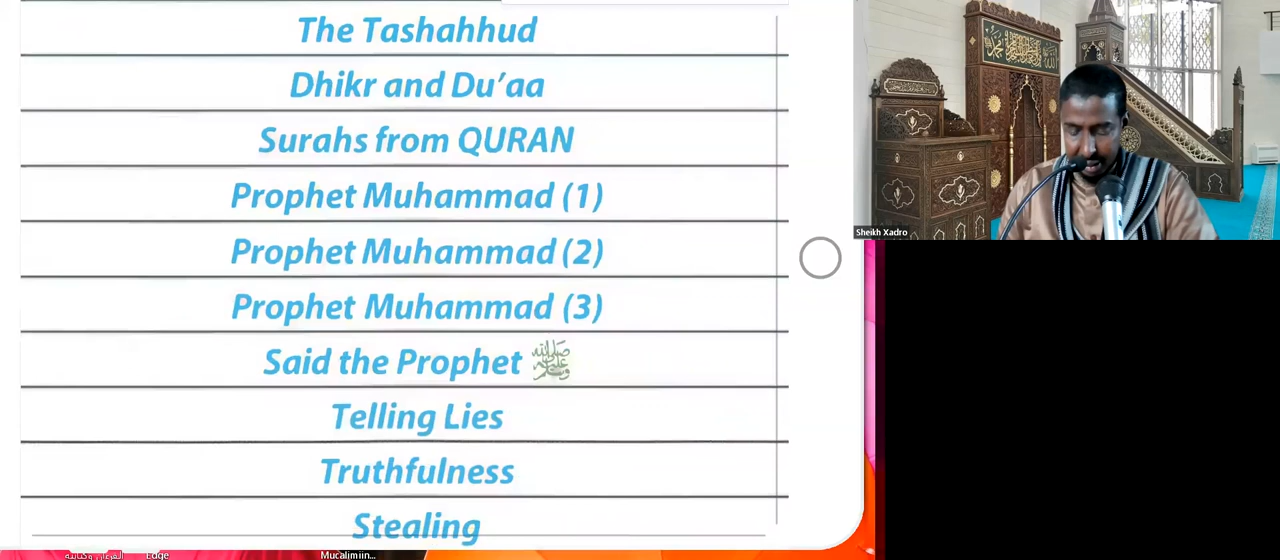 The Tashahhud
Dhikr and Du’aa
Surahs from QURAN
Prophet Muhammad (1)
Prophet Muhammad (2)
Prophet Muhammad (3)
Said the Prophet ﷺ
Telling Lies
Truthfulness
Stealing
Sheikh Xadro
Edge
Mucalimiin...